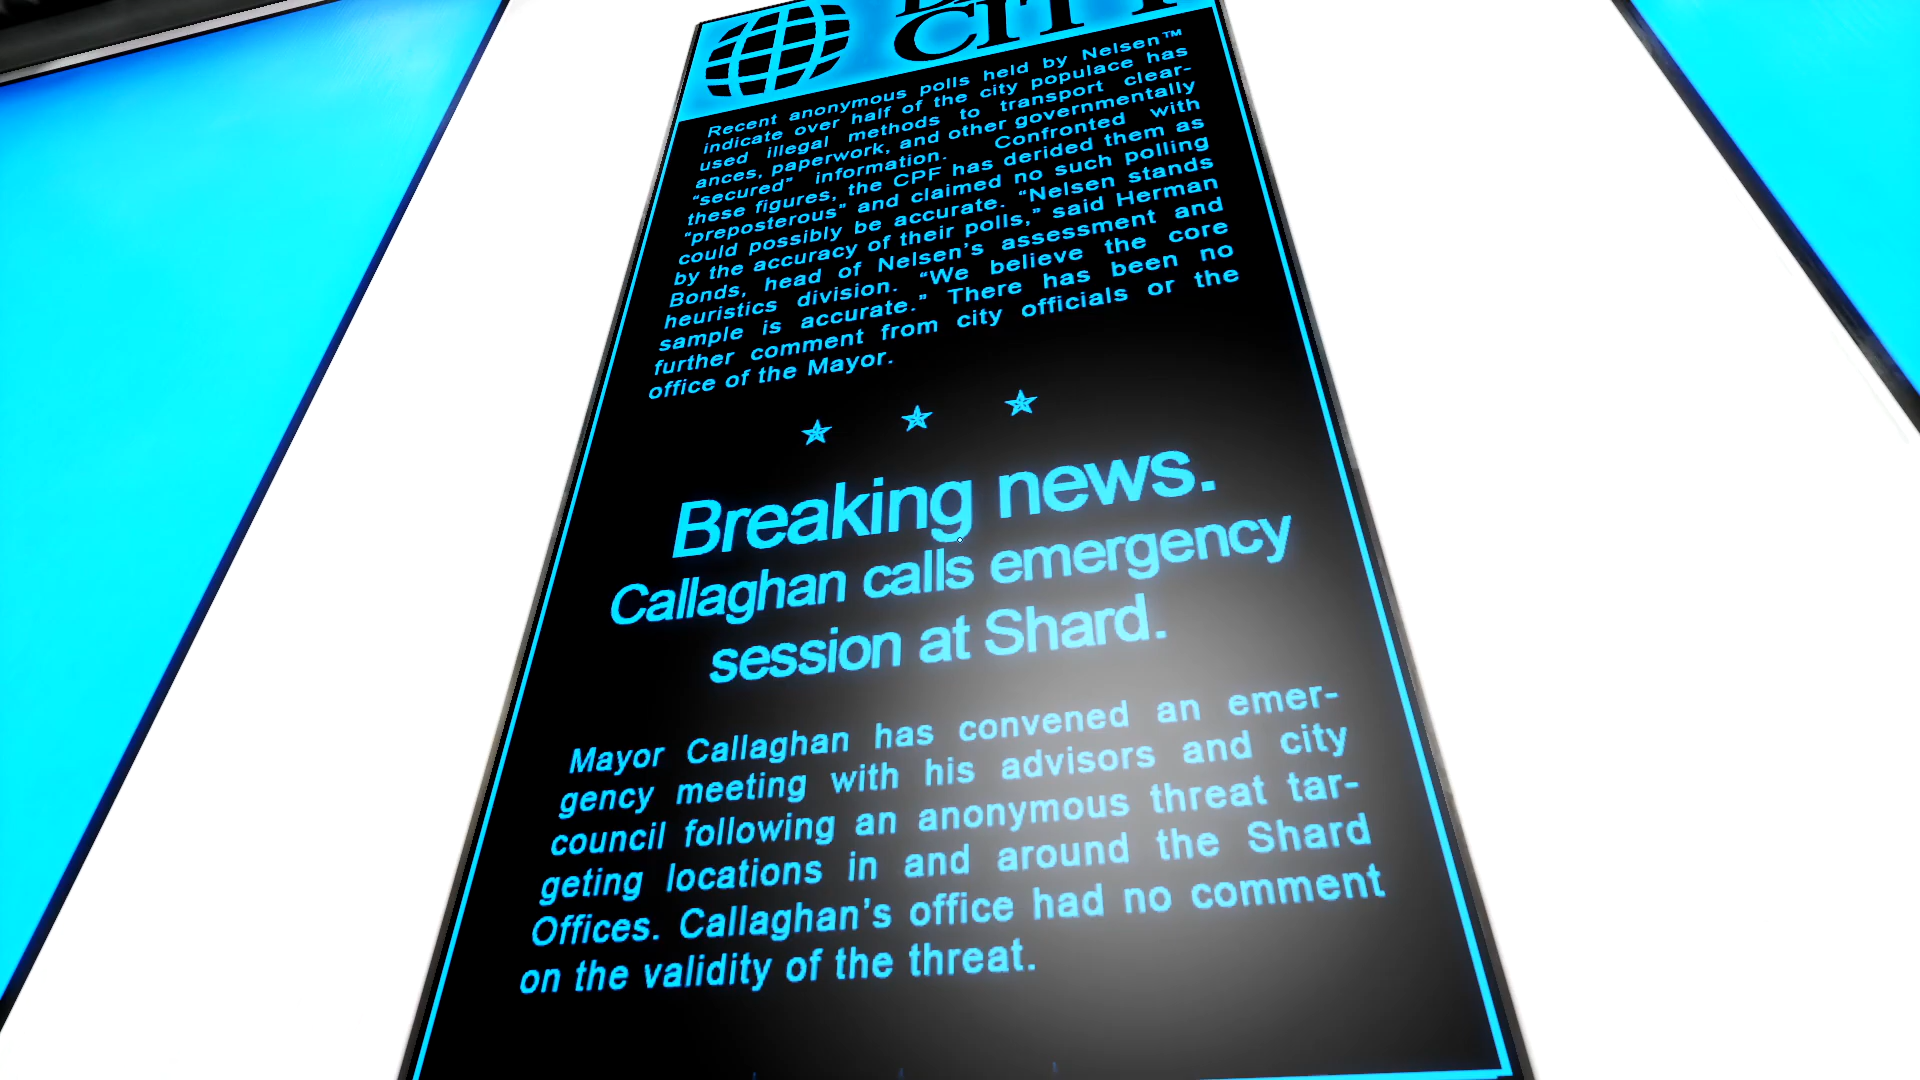 CITY
Recent anonymous polls held by Nelsen™
indicate over half of the city populace has
used illegal methods to transport clear-
ances, paperwork, and other governmentally
“secured” information. Confronted with
these figures, the CPF has derided them as
“preposterous” and claimed no such polling
could possibly be accurate. “Nelsen stands
by the accuracy of their polls,” said Herman
Bonds, head of Nelsen’s assessment and
heuristics division. “We believe the core
sample is accurate.” There has been no
further comment from city officials or the
office of the Mayor.
Breaking news.
Callaghan calls emergency
session at Shard.
Mayor Callaghan has convened an emer-
gency meeting with his advisors and city
council following an anonymous threat tar-
geting locations in and around the Shard
Offices. Callaghan’s office had no comment
on the validity of the threat.